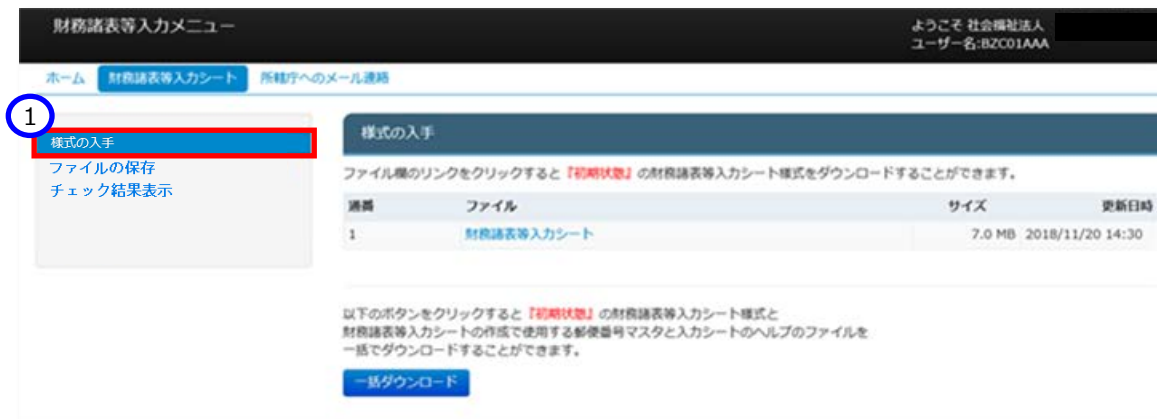 財務諸表等入力メニュー
ようこそ 社会福祉法人
ユーザー名:BZC01AAA
ホーム 財務諸表等入力シート 所轄庁へのメール連絡
1
様式の入手
ファイルの保存
チェック結果表示
様式の入手
ファイル欄のリンクをクリックすると『初期状態』の財務諸表等入力シート様式をダウンロードすることができます。
通番 ファイル サイズ 更新日時
1 財務諸表等入力シート 7.0 MB 2018/11/20 14:30
以下のボタンをクリックすると『初期状態』の財務諸表等入力シート様式と
財務諸表等入力シートの作成で使用する郵便番号マスタと入力シートのヘルプのファイルを
一括でダウンロードすることができます。
一括ダウンロード